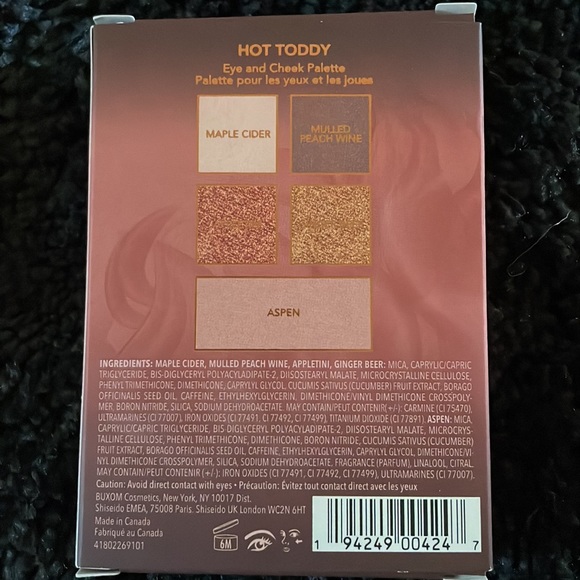 HOT TODDY
Eye and Cheek Palette
Palette pour les yeux et les joues
MAPLE CIDER
MULLED
PEACH WINE
ASPEN
INGREDIENTS: MAPLE CIDER, MULLED PEACH WINE, APPLETINI, GINGER BEER: MICA, CAPRYLIC/CAPRIC
TRIGLYCERIDE, BIS-DIGLYCERYL POLYACYLADIPATE-2, DIISOSTEARYL MALATE, MICROCRYSTALLINE CELLULOSE,
PHENYL TRIMETHICONE, DIMETHICONE, CAPRYLYL GLYCOL, CUCUMIS SATIVUS (CUCUMBER) FRUIT EXTRACT, BORAGO
OFFICINALIS SEED OIL, CAFFEINE, ETHYLHEXYLGLYCERIN, DIMETHICONE/VINYL DIMETHICONE CROSSPOLY-
MER, BORON NITRIDE, SILICA, SODIUM DEHYDROACETATE. MAY CONTAIN/PEUT CONTENIR (+/-): CARMINE (CI 75470),
ULTRAMARINES (CI 77007), IRON OXIDES (CI 77491, CI 77492, CI 77499), TITANIUM DIOXIDE (CI 77891). ASPEN: MICA,
CAPRYLIC/CAPRIC TRIGLYCERIDE, BIS DIGLYCERYL POLYACYLADIPATE-2, DIISOSTEARYL MALATE, MICROCRYS-
TALLINE CELLULOSE, PHENYL TRIMETHICONE, DIMETHICONE, BORON NITRIDE, CUCUMIS SATIVUS (CUCUMBER)
FRUIT EXTRACT, BORAGO OFFICINALIS SEED OIL, CAFFEINE, ETHYLHEXYLGLYCERIN, CAPRYLYL GLYCOL, DIMETHICONE/VI-
NYL DIMETHICONE CROSSPOLYMER, SILICA, SODIUM DEHYDROACETATE, FRAGRANCE (PARFUM), LINALOOL, CITRAL.
MAY CONTAIN/PEUT CONTENIR (+/-): IRON OXIDES (CI 77491, CI 77492, CI 77499), ULTRAMARINES (CI 77007).
Caution: Avoid direct contact with eyes • Précaution: Évitez tout contact direct avec les yeux
BUXOM Cosmetics, New York, NY 10017 Dist.
Shiseido EMEA, 75008 Paris. Shiseido UK London WC2N 6HT
Made in Canada
Fabriqué au Canada
41802269101
6M
1 94249 00424 7